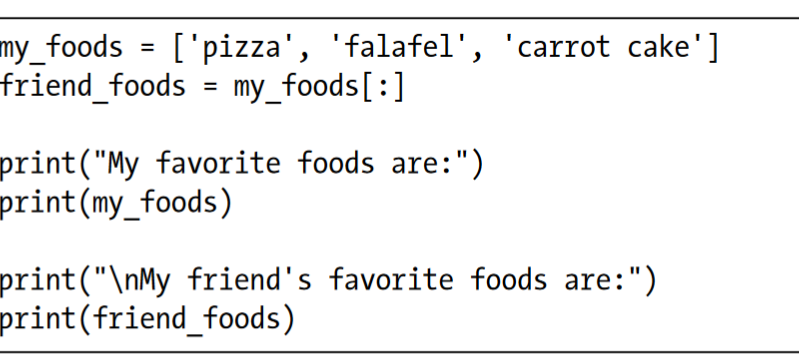 my_foods = ['pizza', 'falafel', 'carrot cake']
friend_foods = my_foods[:]
print("My favorite foods are:")
print(my_foods)
print("\nMy friend's favorite foods are:")
print(friend_foods)